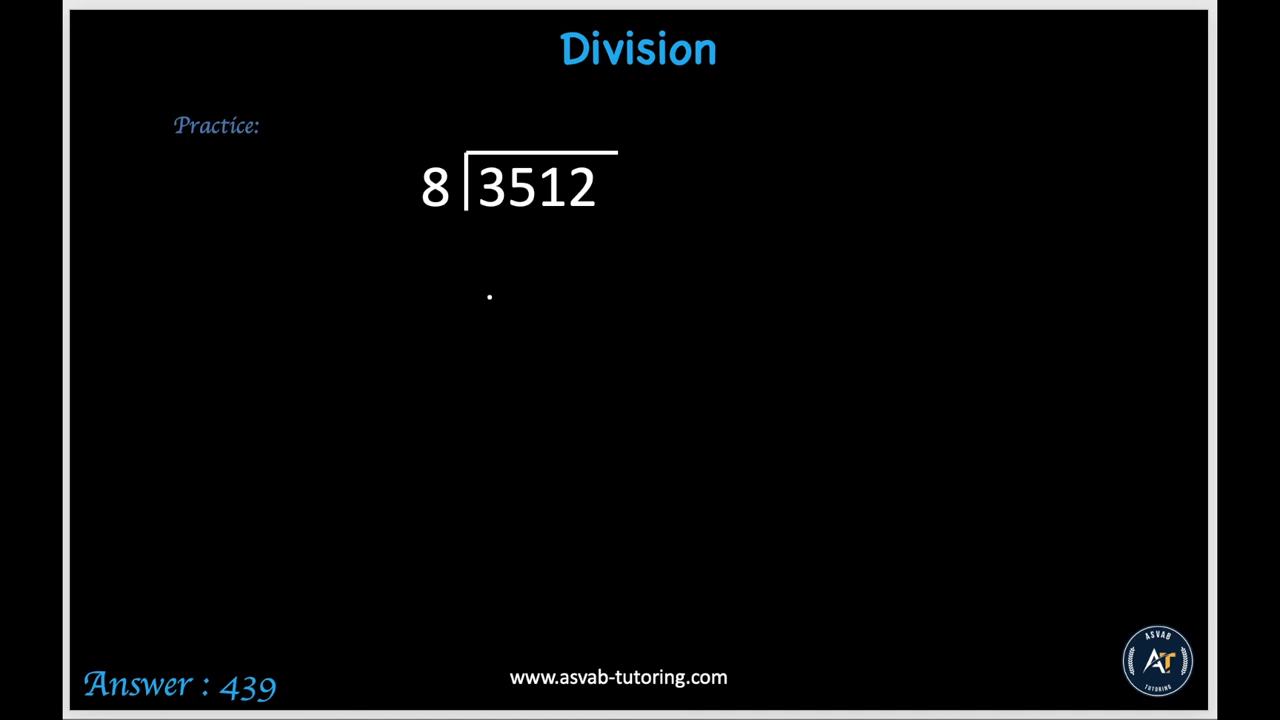 Division
Practice:
8 3512
.
ASVAB
AT
TUTORING
www.asvab-tutoring.com
Answer : 439